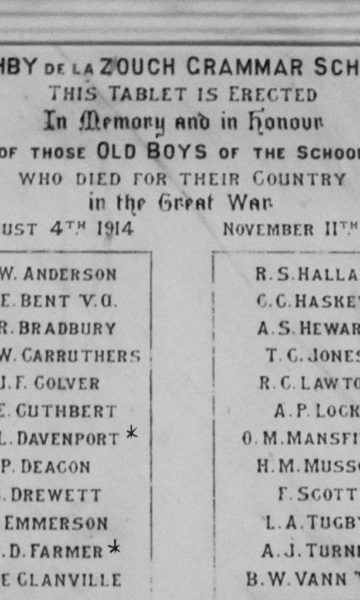 HBY DE LA ZOUCH GRAMMAR SCH
THIS TABLET IS ERECTED
In Memory and in Honour
OF THOSE OLD BOYS OF THE SCHOOL
WHO DIED FOR THEIR COUNTRY
in the Great War
UST 4TH 1914 NOVEMBER 11TH
W. ANDERSON
E. BENT V.C.
R. BRADBURY
W. CARRUTHERS
J. F. COLVER
E. CUTHBERT
L. DAVENPORT *
P. DEACON
. DREWETT
EMMERSON
. D. FARMER *
E GLANVILLE
R. S. HALLA
C. C. HASKE
A. S. HEWAR
T. C. JONES
R. C. LAWTO
A. P. LOCK
O. M. MANSFI
H. M. MUSSO
F. SCOTT
L. A. TUGB
A. J. TURN
B. W. VANN